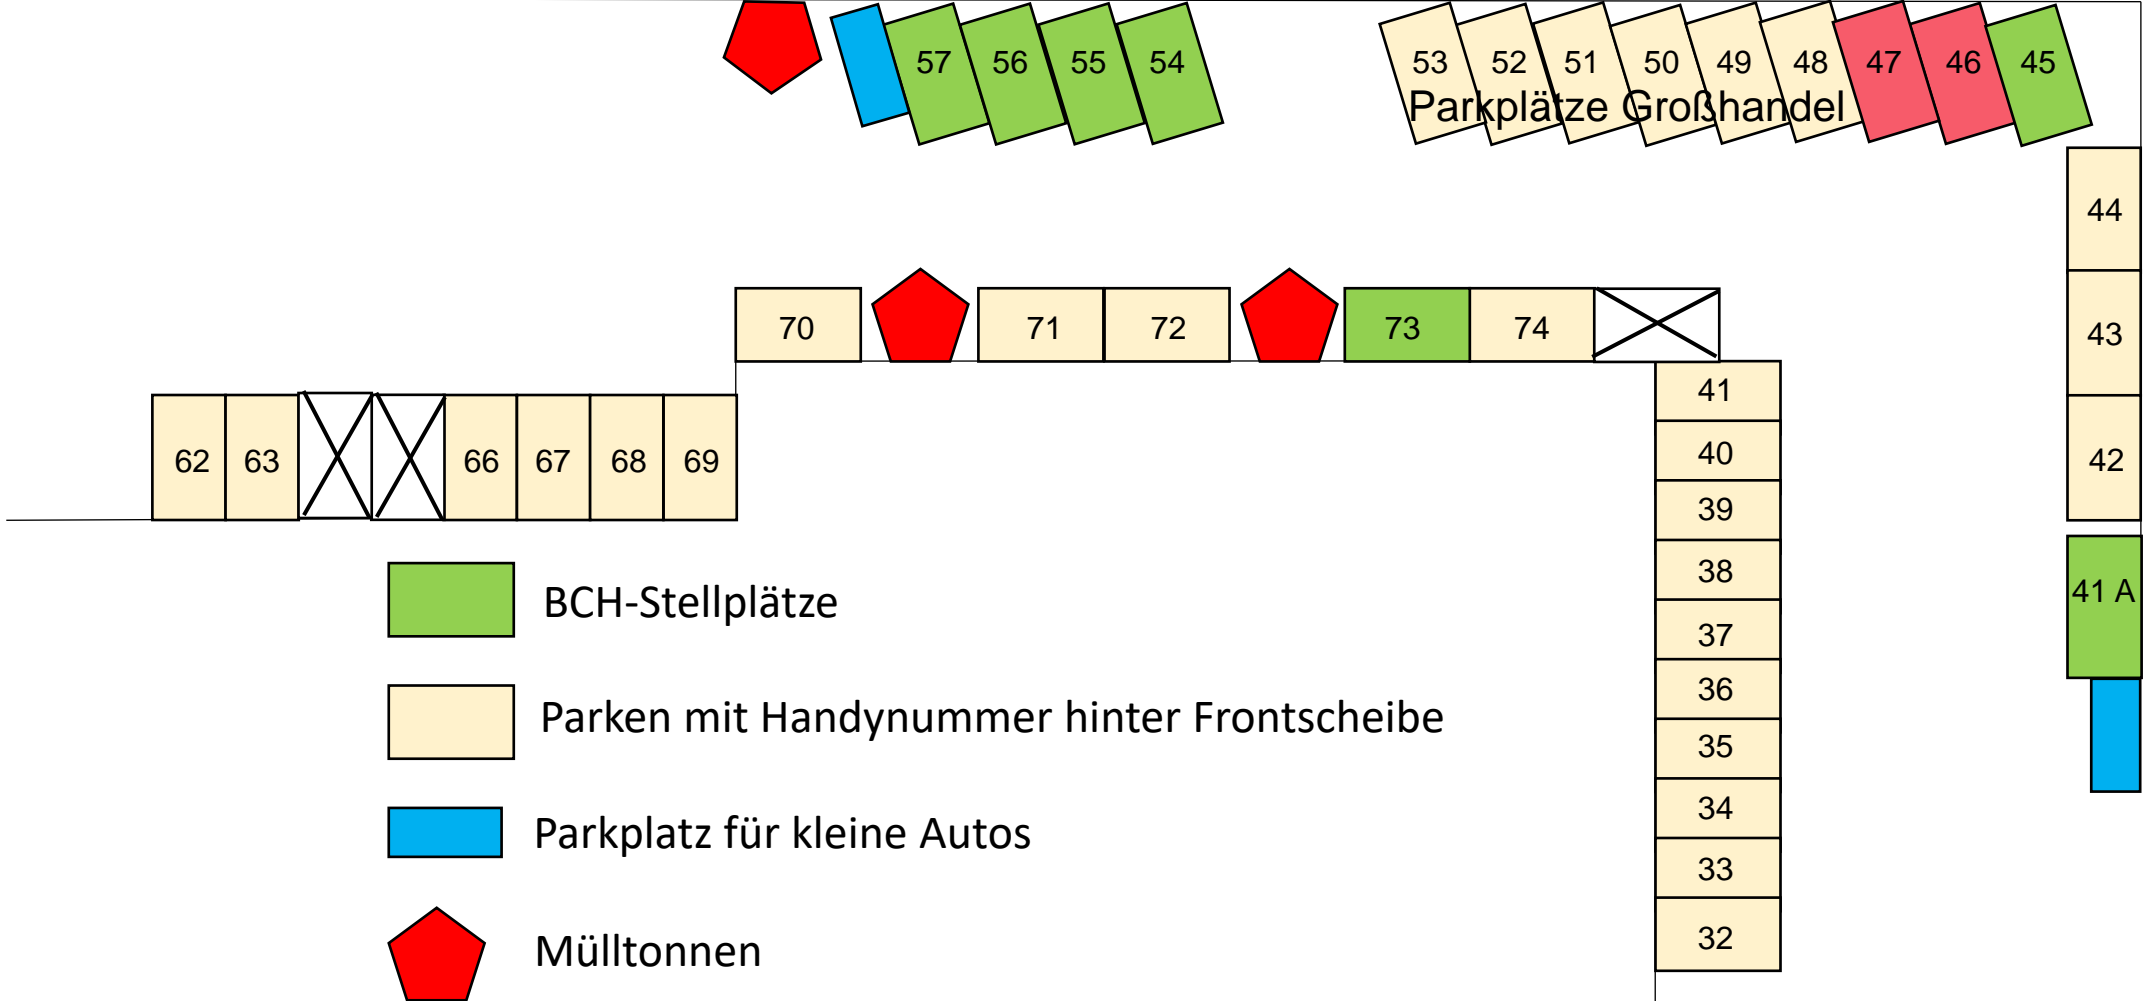 57 56 55 54 53 52 51 50 49 48 47 46 45
Parkplätze Großhandel
44
70 71 72 73 74 43
41
62 63 66 67 68 69 40 42
39
38
BCH-Stellplätze 41 A
37
36
Parken mit Handynummer hinter Frontscheibe
35
34
Parkplatz für kleine Autos
33
32
Mülltonnen